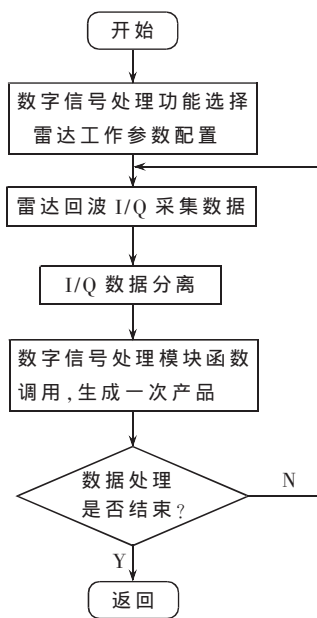 开始
数字信号处理功能选择
雷达工作参数配置
雷达回波 I/Q 采集数据
I/Q 数据分离
数字信号处理模块函数
调用,生成一次产品
数据处理
是否结束?
N
Y
返回